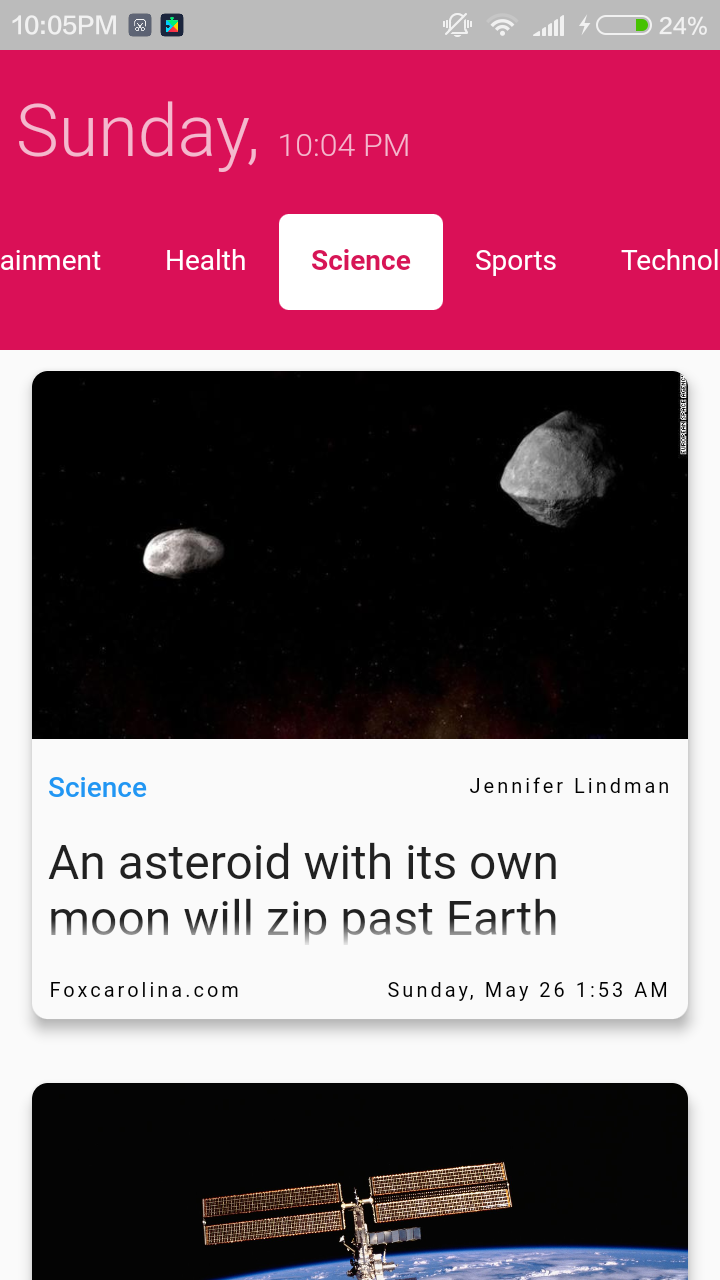 10:05PM 24%
Sunday, 10:04 PM
ainment Health Science Sports Technol
EUROPEAN SPACE AGENCY
Science Jennifer Lindman
An asteroid with its own
moon will zip past Earth
Foxcarolina.com Sunday, May 26 1:53 AM